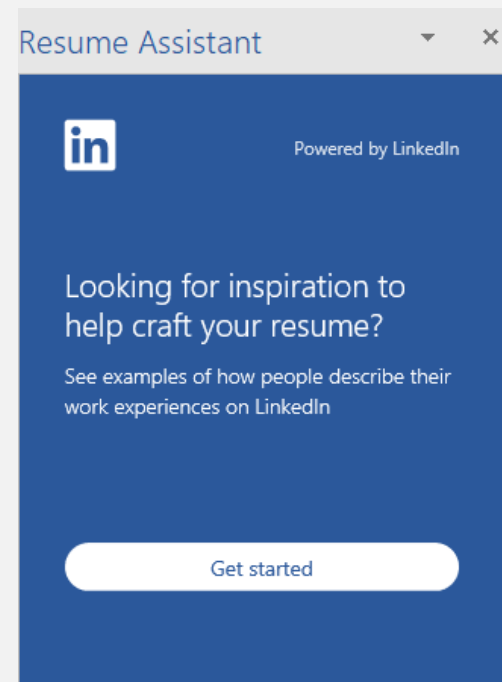 Resume Assistant
in
Powered by LinkedIn
Looking for inspiration to
help craft your resume?
See examples of how people describe their
work experiences on LinkedIn
Get started